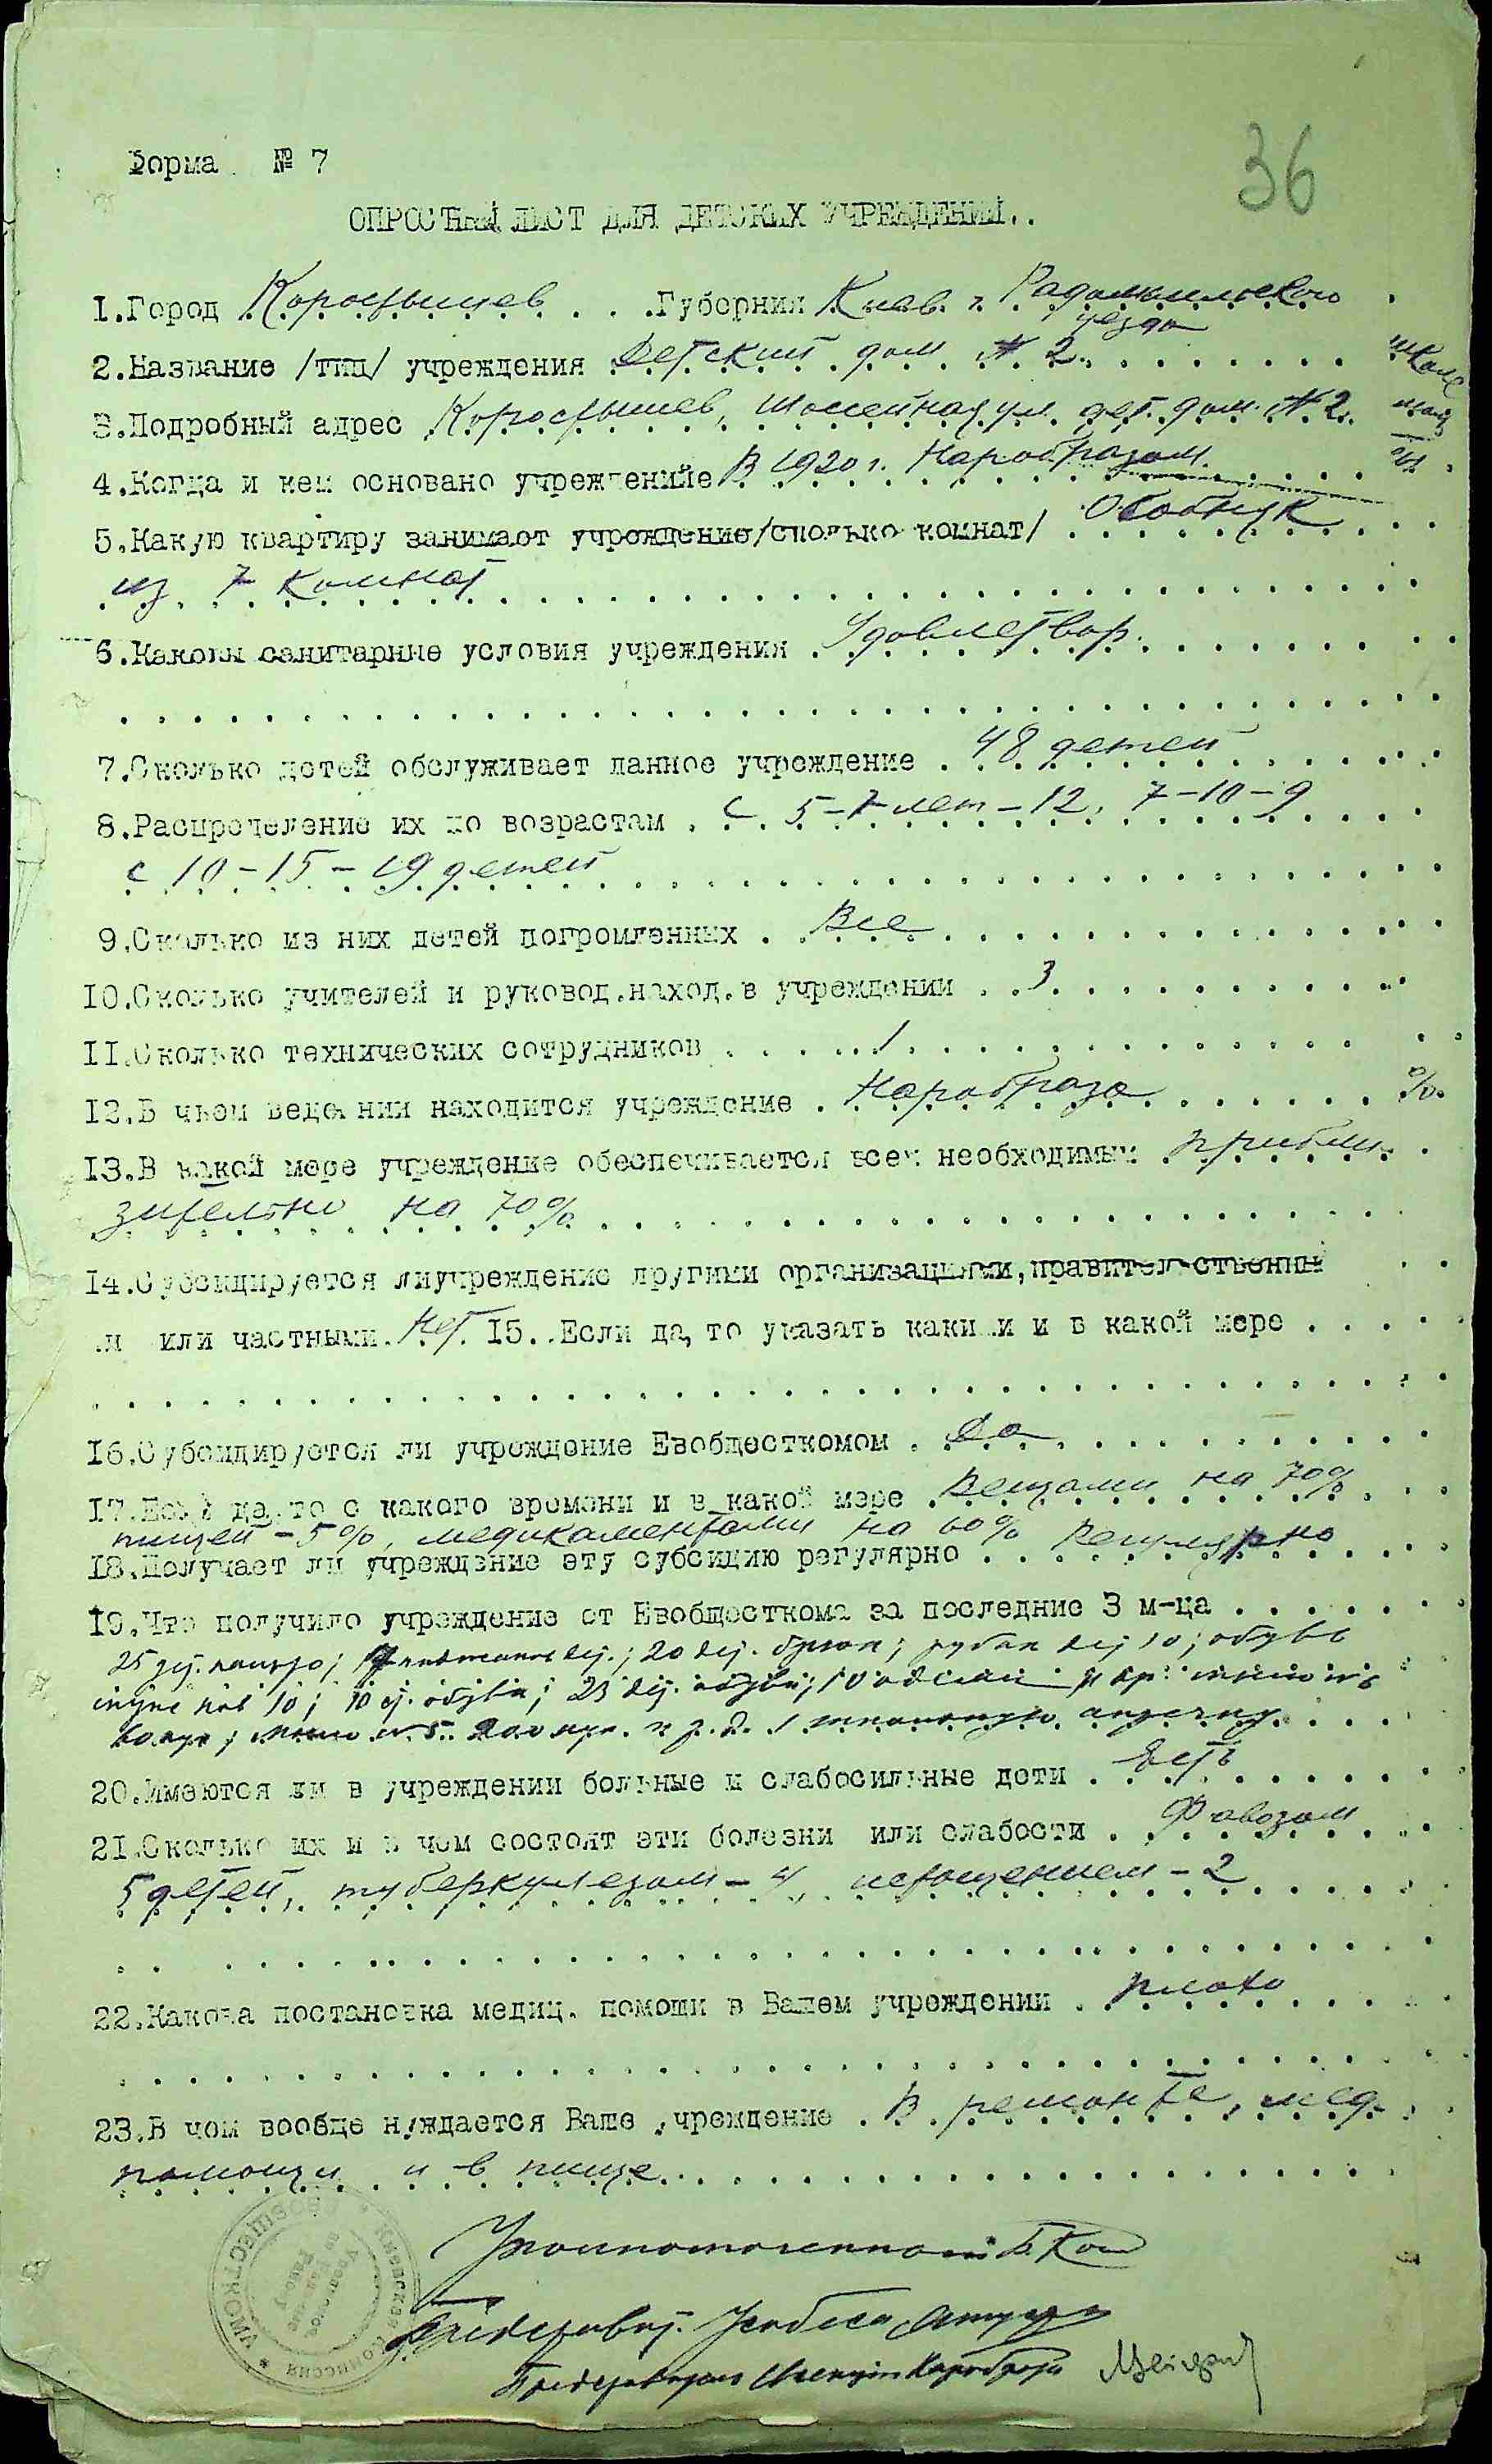 36
Форма № 7
ОПРОСНЫЙ ЛИСТ ДЛЯ ДЕТСКИХ УЧРЕЖДЕНИЙ..
1.Город Коростышев . . .Губерния Киев. г. Радомысльского
уезда
2.Название /тип/ учреждения Детский дом № 2.
3.Подробный адрес Коростышев, Шоссейная ул. дет. дом. № 2.
4.Когда и кем основано учреждение В 1920 г. Наробразом.
5.Какую квартиру занимает учреждение/сколько комнат/ Особняк
из 7 комнат
6.Каковы санитарные условия учреждения . Удовлетвор.
7.Сколько детей обслуживает данное учреждение . 48 детей
8.Распределение их по возрастам . С 5-7 лет - 12, 7-10-9
с 10-15 - 19 детей
9.Сколько из них детей погромленных . Все
10.Сколько учителей и руковод.наход.в учреждении . . 3
11.Сколько технических сотрудников . . . . . 1
12.В чьем ведении находится учреждение . Наробраза
13.В какой мере учреждение обеспечивается всем необходимым . прибли-
зительно на 70%
14.Субсидируется ли учреждение другими организациями, правительственны
м или частными. Нет 15. .Если да, то указать какими и в какой мере . . . .
16.Субсидируется ли учреждение Евобщесткомом . Да
17.Если да,то с какого времени и в какой мере . Вещами на 70%
пищей - 5%, медикаментами на 60%
18.Получает ли учреждение эту субсидию регулярно . . Регулярно
19.Что получило учреждение от Евобщесткома за последние 3 м-ца . . . . . .
20.Имеются ли в учреждении больные и слабосильные дети . Есть
21.Сколько их и в чем состоят эти болезни или слабости . Фавозом
5 детей, туберкулезом - 4, истощением - 2
22.Какова постановка медиц. помощи в Вашем учреждении . плохо
23.В чем вообще нуждается Ваше учреждение . В ремонте, мед.
помощи и в пище
Уполномоченный